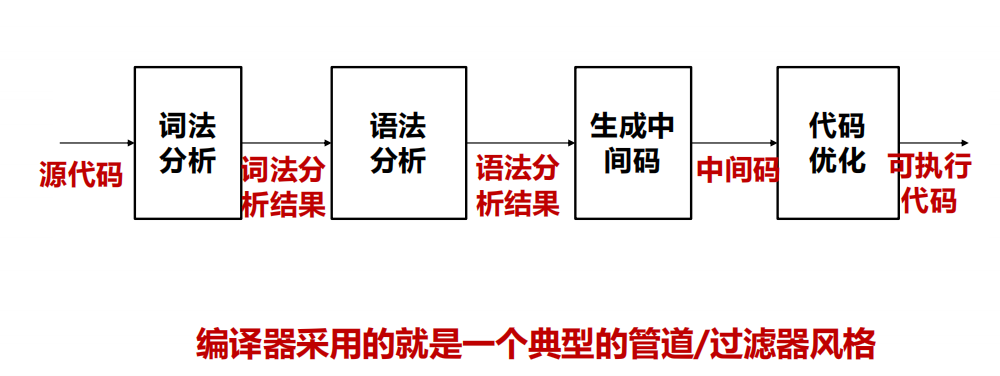 词法
分析
语法
分析
生成中
间码
代码
优化
源代码
词法分
析结果
语法分
析结果
中间码
可执行
代码
编译器采用的就是一个典型的管道/过滤器风格